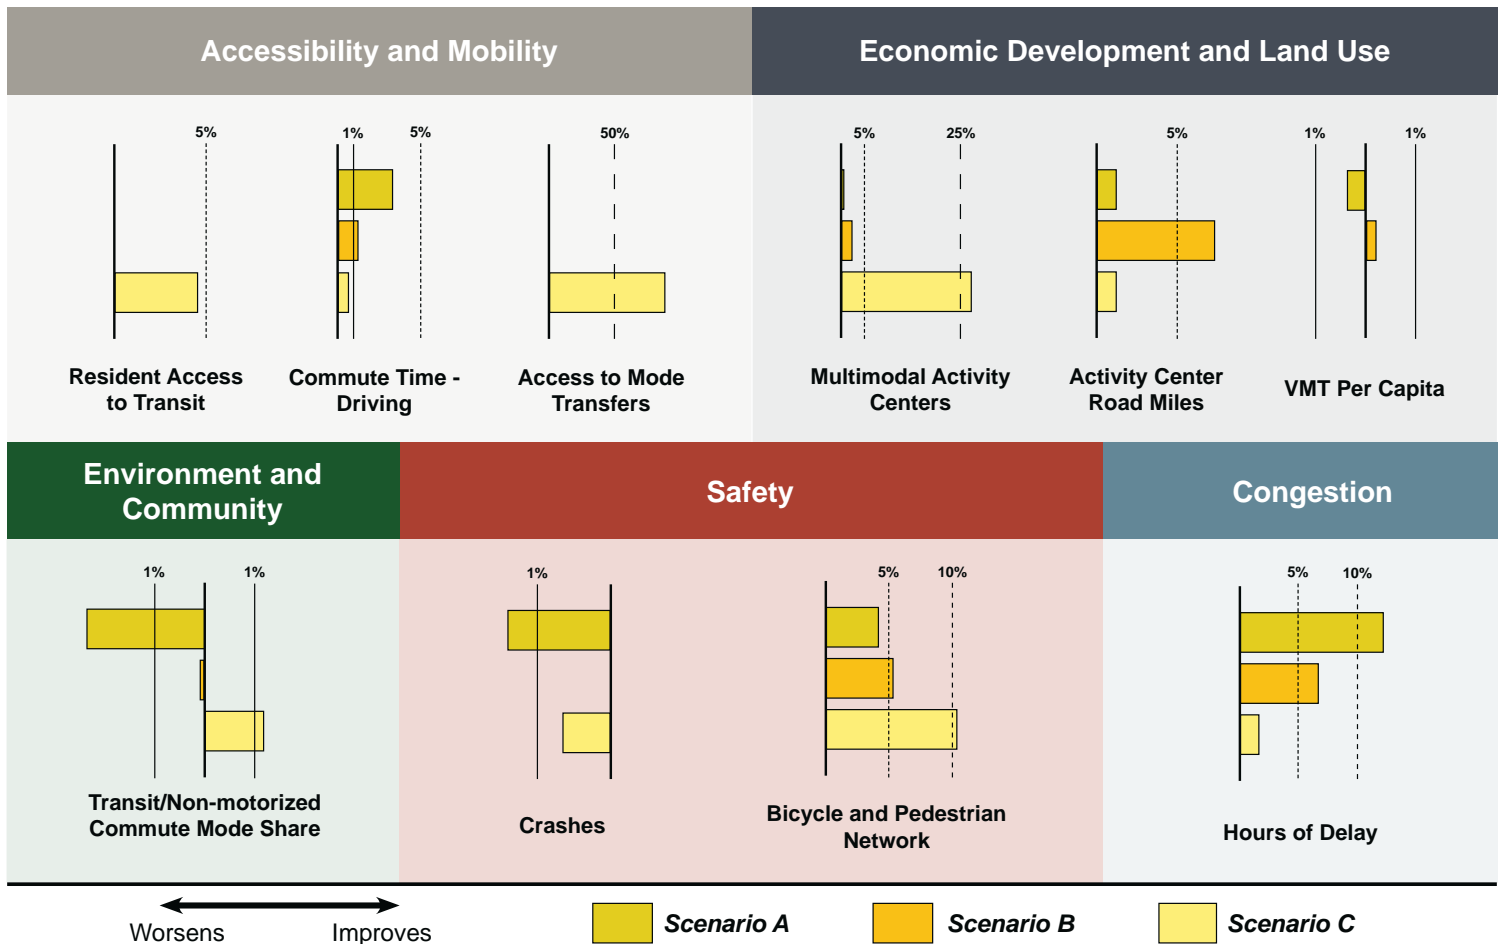 Accessibility and Mobility
Economic Development and Land Use
5%
1%
5%
50%
5%
25%
5%
1%
1%
Resident Access
to Transit
Commute Time -
Driving
Access to Mode
Transfers
Multimodal Activity
Centers
Activity Center
Road Miles
VMT Per Capita
Environment and
Community
Safety
Congestion
1%
1%
1%
5%
10%
5%
10%
Transit/Non-motorized
Commute Mode Share
Crashes
Bicycle and Pedestrian
Network
Hours of Delay
Worsens
Improves
Scenario A
Scenario B
Scenario C